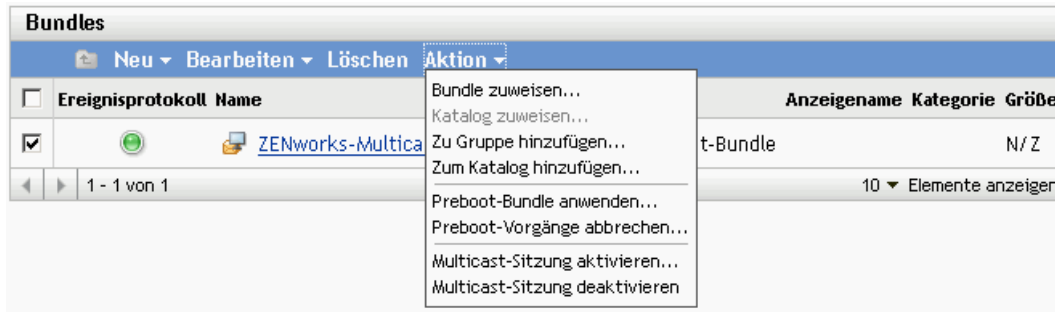 Bundles
Neu Bearbeiten Löschen Aktion
Ereignisprotokoll Name Anzeigename Kategorie Größe
ZENworks-Multica t-Bundle N/Z
1 - 1 von 1 10 Elemente anzeigen
Bundle zuweisen...
Katalog zuweisen...
Zu Gruppe hinzufügen...
Zum Katalog hinzufügen...
Preboot-Bundle anwenden...
Preboot-Vorgänge abbrechen...
Multicast-Sitzung aktivieren...
Multicast-Sitzung deaktivieren